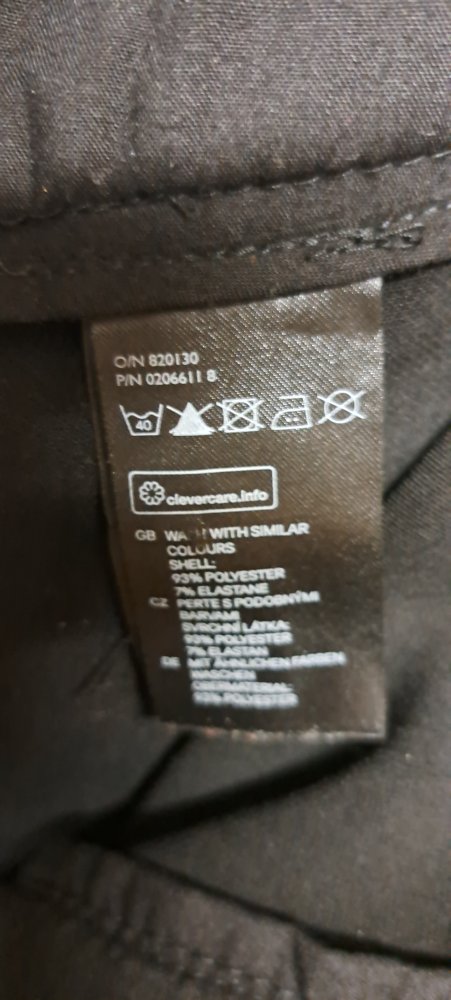 O/N 820130
P/N 0206611 8
40
clevercare.info
GB WASH WITH SIMILAR
COLOURS
SHELL:
93% POLYESTER
7% ELASTANE
CZ PERTE S PODOBNÝMI
BARVAMI
SVRCHNÍ LÁTKA:
93% POLYESTER
7% ELASTAN
DE MIT ÄHNLICHEN FARBEN
WASCHEN
OBERMATERIAL:
93% POLYESTER